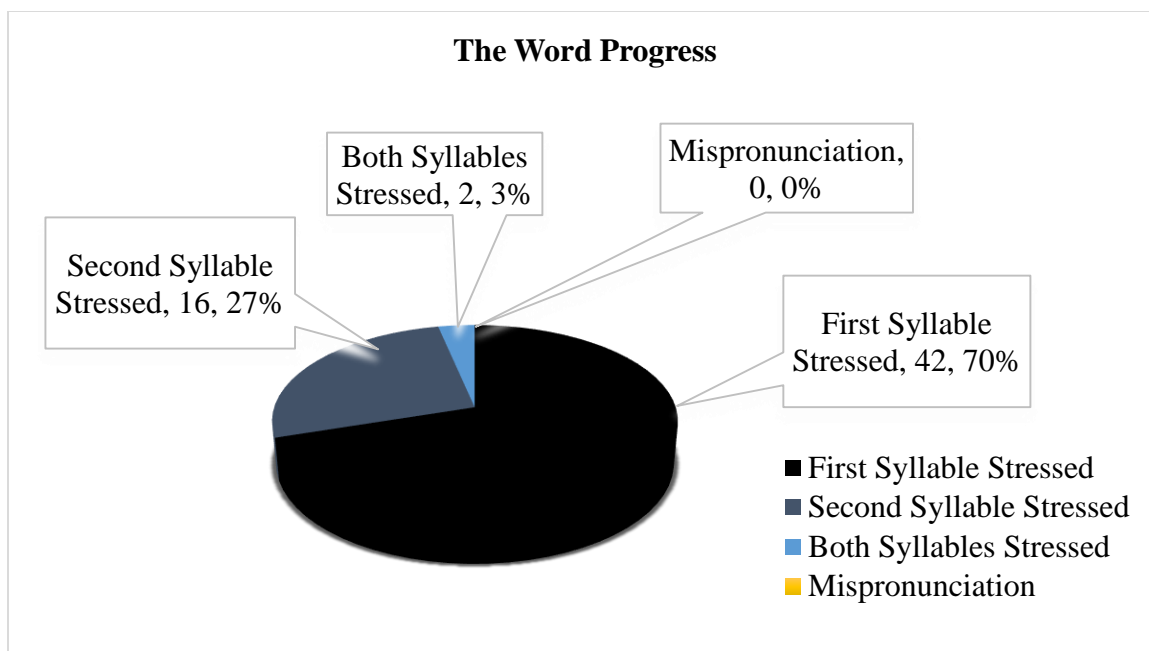 The Word Progress
Both Syllables
Stressed, 2, 3%
Mispronunciation,
0, 0%
Second Syllable
Stressed, 16, 27%
First Syllable
Stressed, 42, 70%
First Syllable Stressed
Second Syllable Stressed
Both Syllables Stressed
Mispronunciation